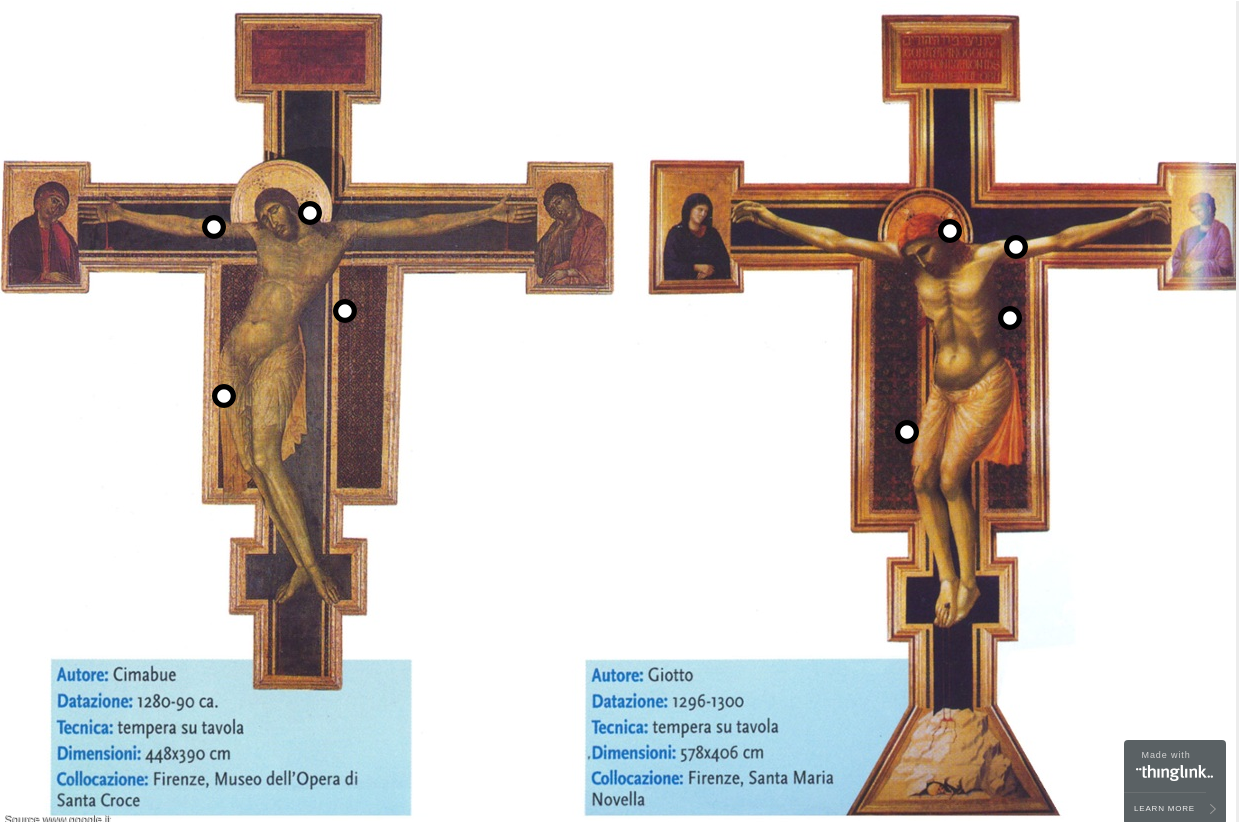 Autore: Cimabue
Datazione: 1280-90 ca.
Tecnica: tempera su tavola
Dimensioni: 448x390 cm
Collocazione: Firenze, Museo dell'Opera di
Santa Croce
Autore: Giotto
Datazione: 1296-1300
Tecnica: tempera su tavola
Dimensioni: 578x406 cm
Collocazione: Firenze, Santa Maria
Novella
Source www.google.it
Made with
thinglink..
LEARN MORE